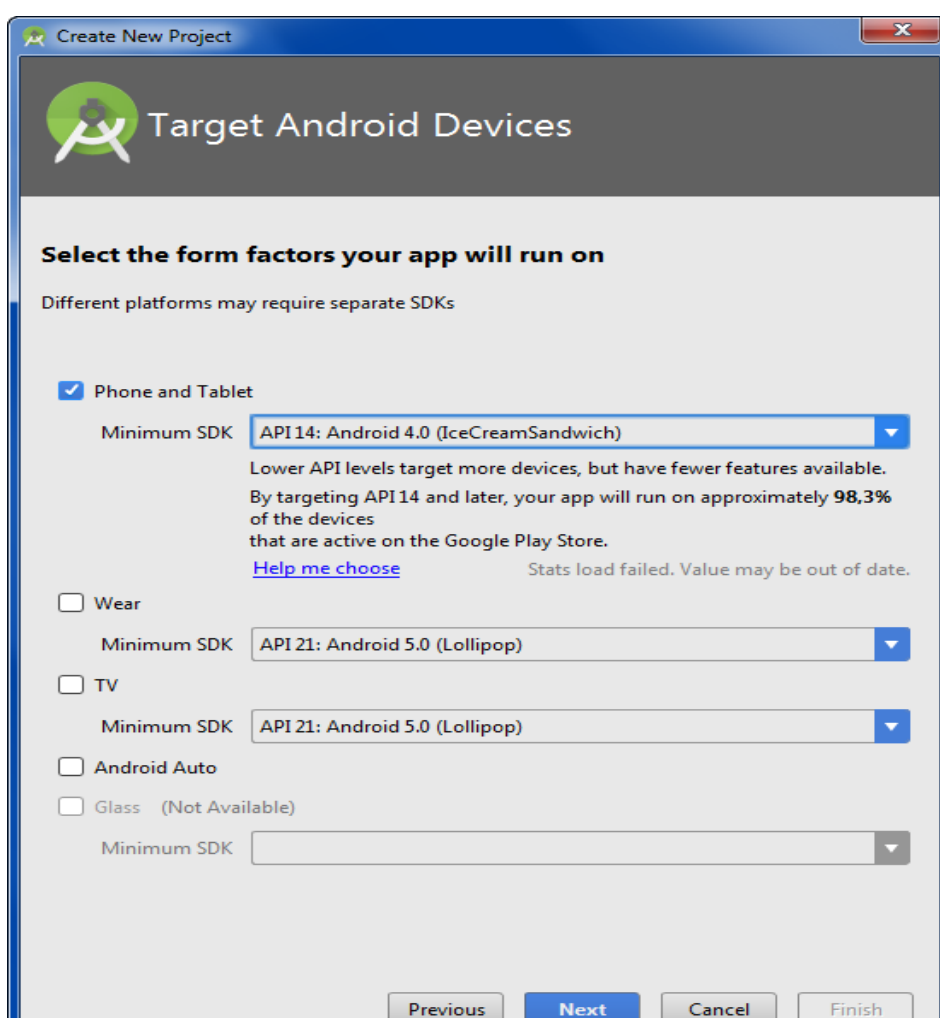 Create New Project
Target Android Devices
Select the form factors your app will run on
Different platforms may require separate SDKs
Phone and Tablet
Minimum SDK API 14: Android 4.0 (IceCreamSandwich)
Lower API levels target more devices, but have fewer features available.
By targeting API 14 and later, your app will run on approximately 98,3%
of the devices
that are active on the Google Play Store.
Help me choose Stats load failed. Value may be out of date.
Wear
Minimum SDK API 21: Android 5.0 (Lollipop)
TV
Minimum SDK API 21: Android 5.0 (Lollipop)
Android Auto
Glass (Not Available)
Minimum SDK
Previous Next Cancel Finish